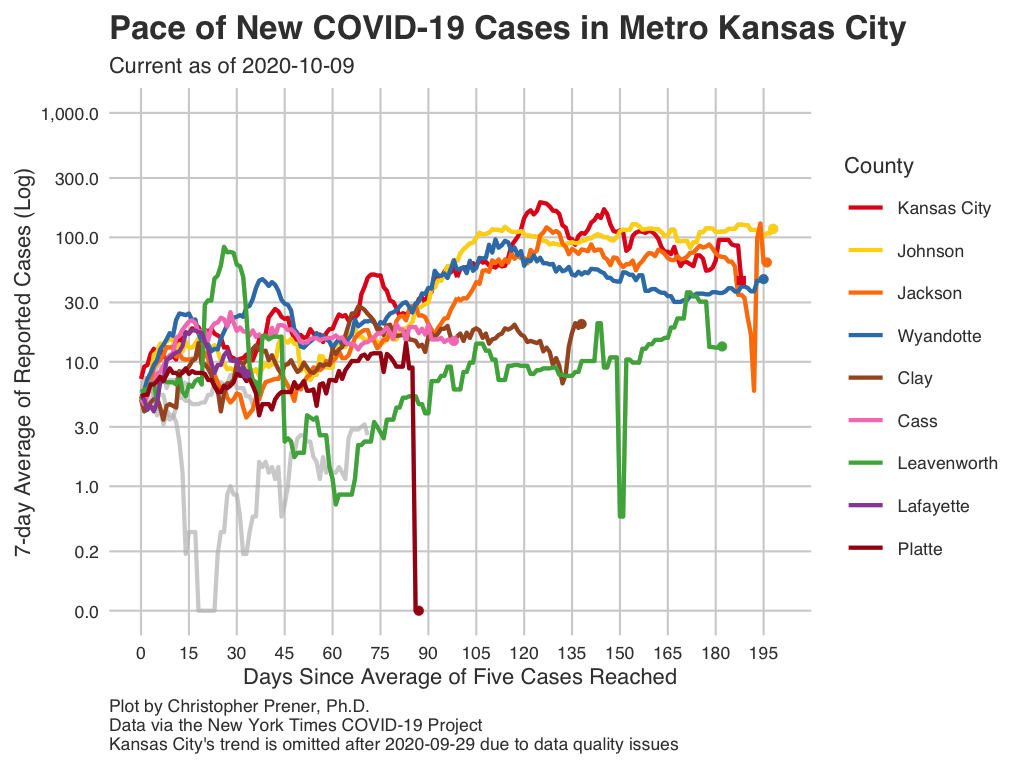 Pace of New COVID-19 Cases in Metro Kansas City
Current as of 2020-10-09
7-day Average of Reported Cases (Log)
1,000.0
300.0
100.0
30.0
10.0
3.0
1.0
0.2
0.0
0 15 30 45 60 75 90 105 120 135 150 165 180 195
Days Since Average of Five Cases Reached
County
Kansas City
Johnson
Jackson
Wyandotte
Clay
Cass
Leavenworth
Lafayette
Platte
Plot by Christopher Prener, Ph.D.
Data via the New York Times COVID-19 Project
Kansas City's trend is omitted after 2020-09-29 due to data quality issues